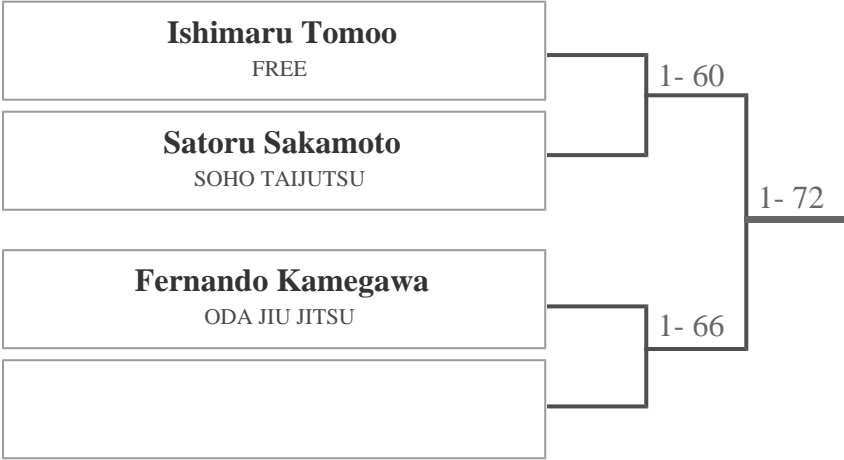 Ishimaru Tomoo
FREE
1- 60
Satoru Sakamoto
SOHO TAIJUTSU
1- 72
Fernando Kamegawa
ODA JIU JITSU
1- 66